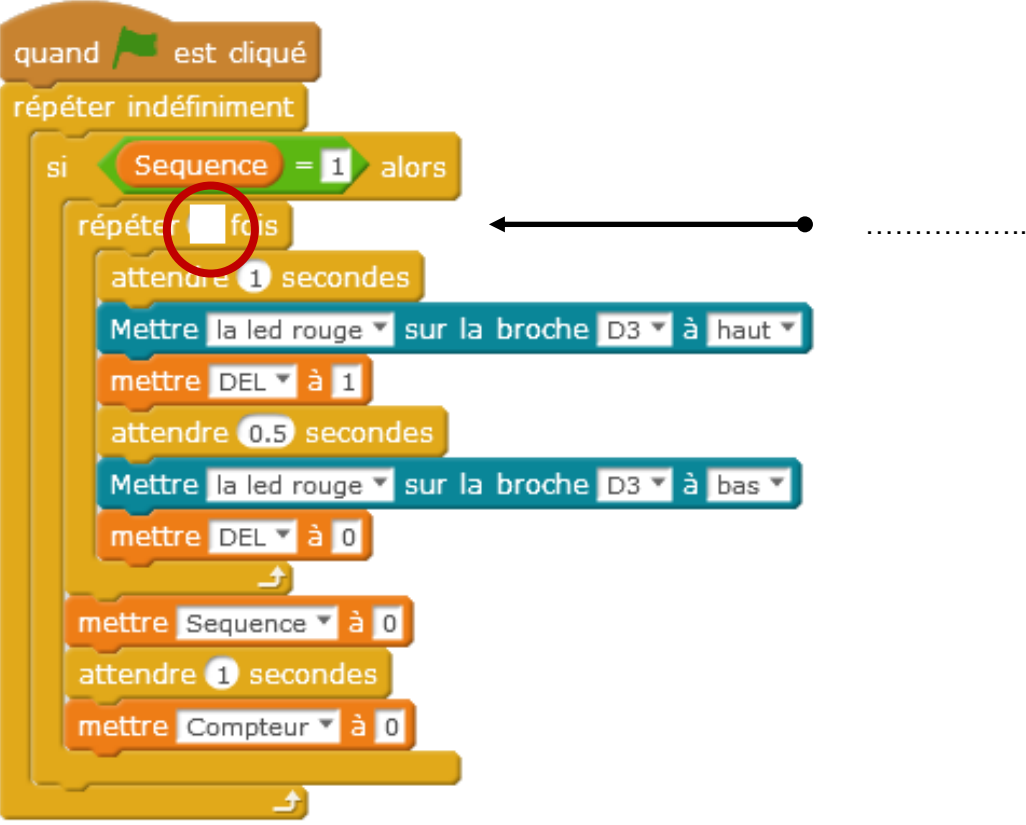 quand est cliqué
répéter indéfiniment
si Sequence = 1 alors
répéter fois
.................
attendre 1 secondes
Mettre la led rouge sur la broche D3 à haut
mettre DEL à 1
attendre 0.5 secondes
Mettre la led rouge sur la broche D3 à bas
mettre DEL à 0
mettre Sequence à 0
attendre 1 secondes
mettre Compteur à 0